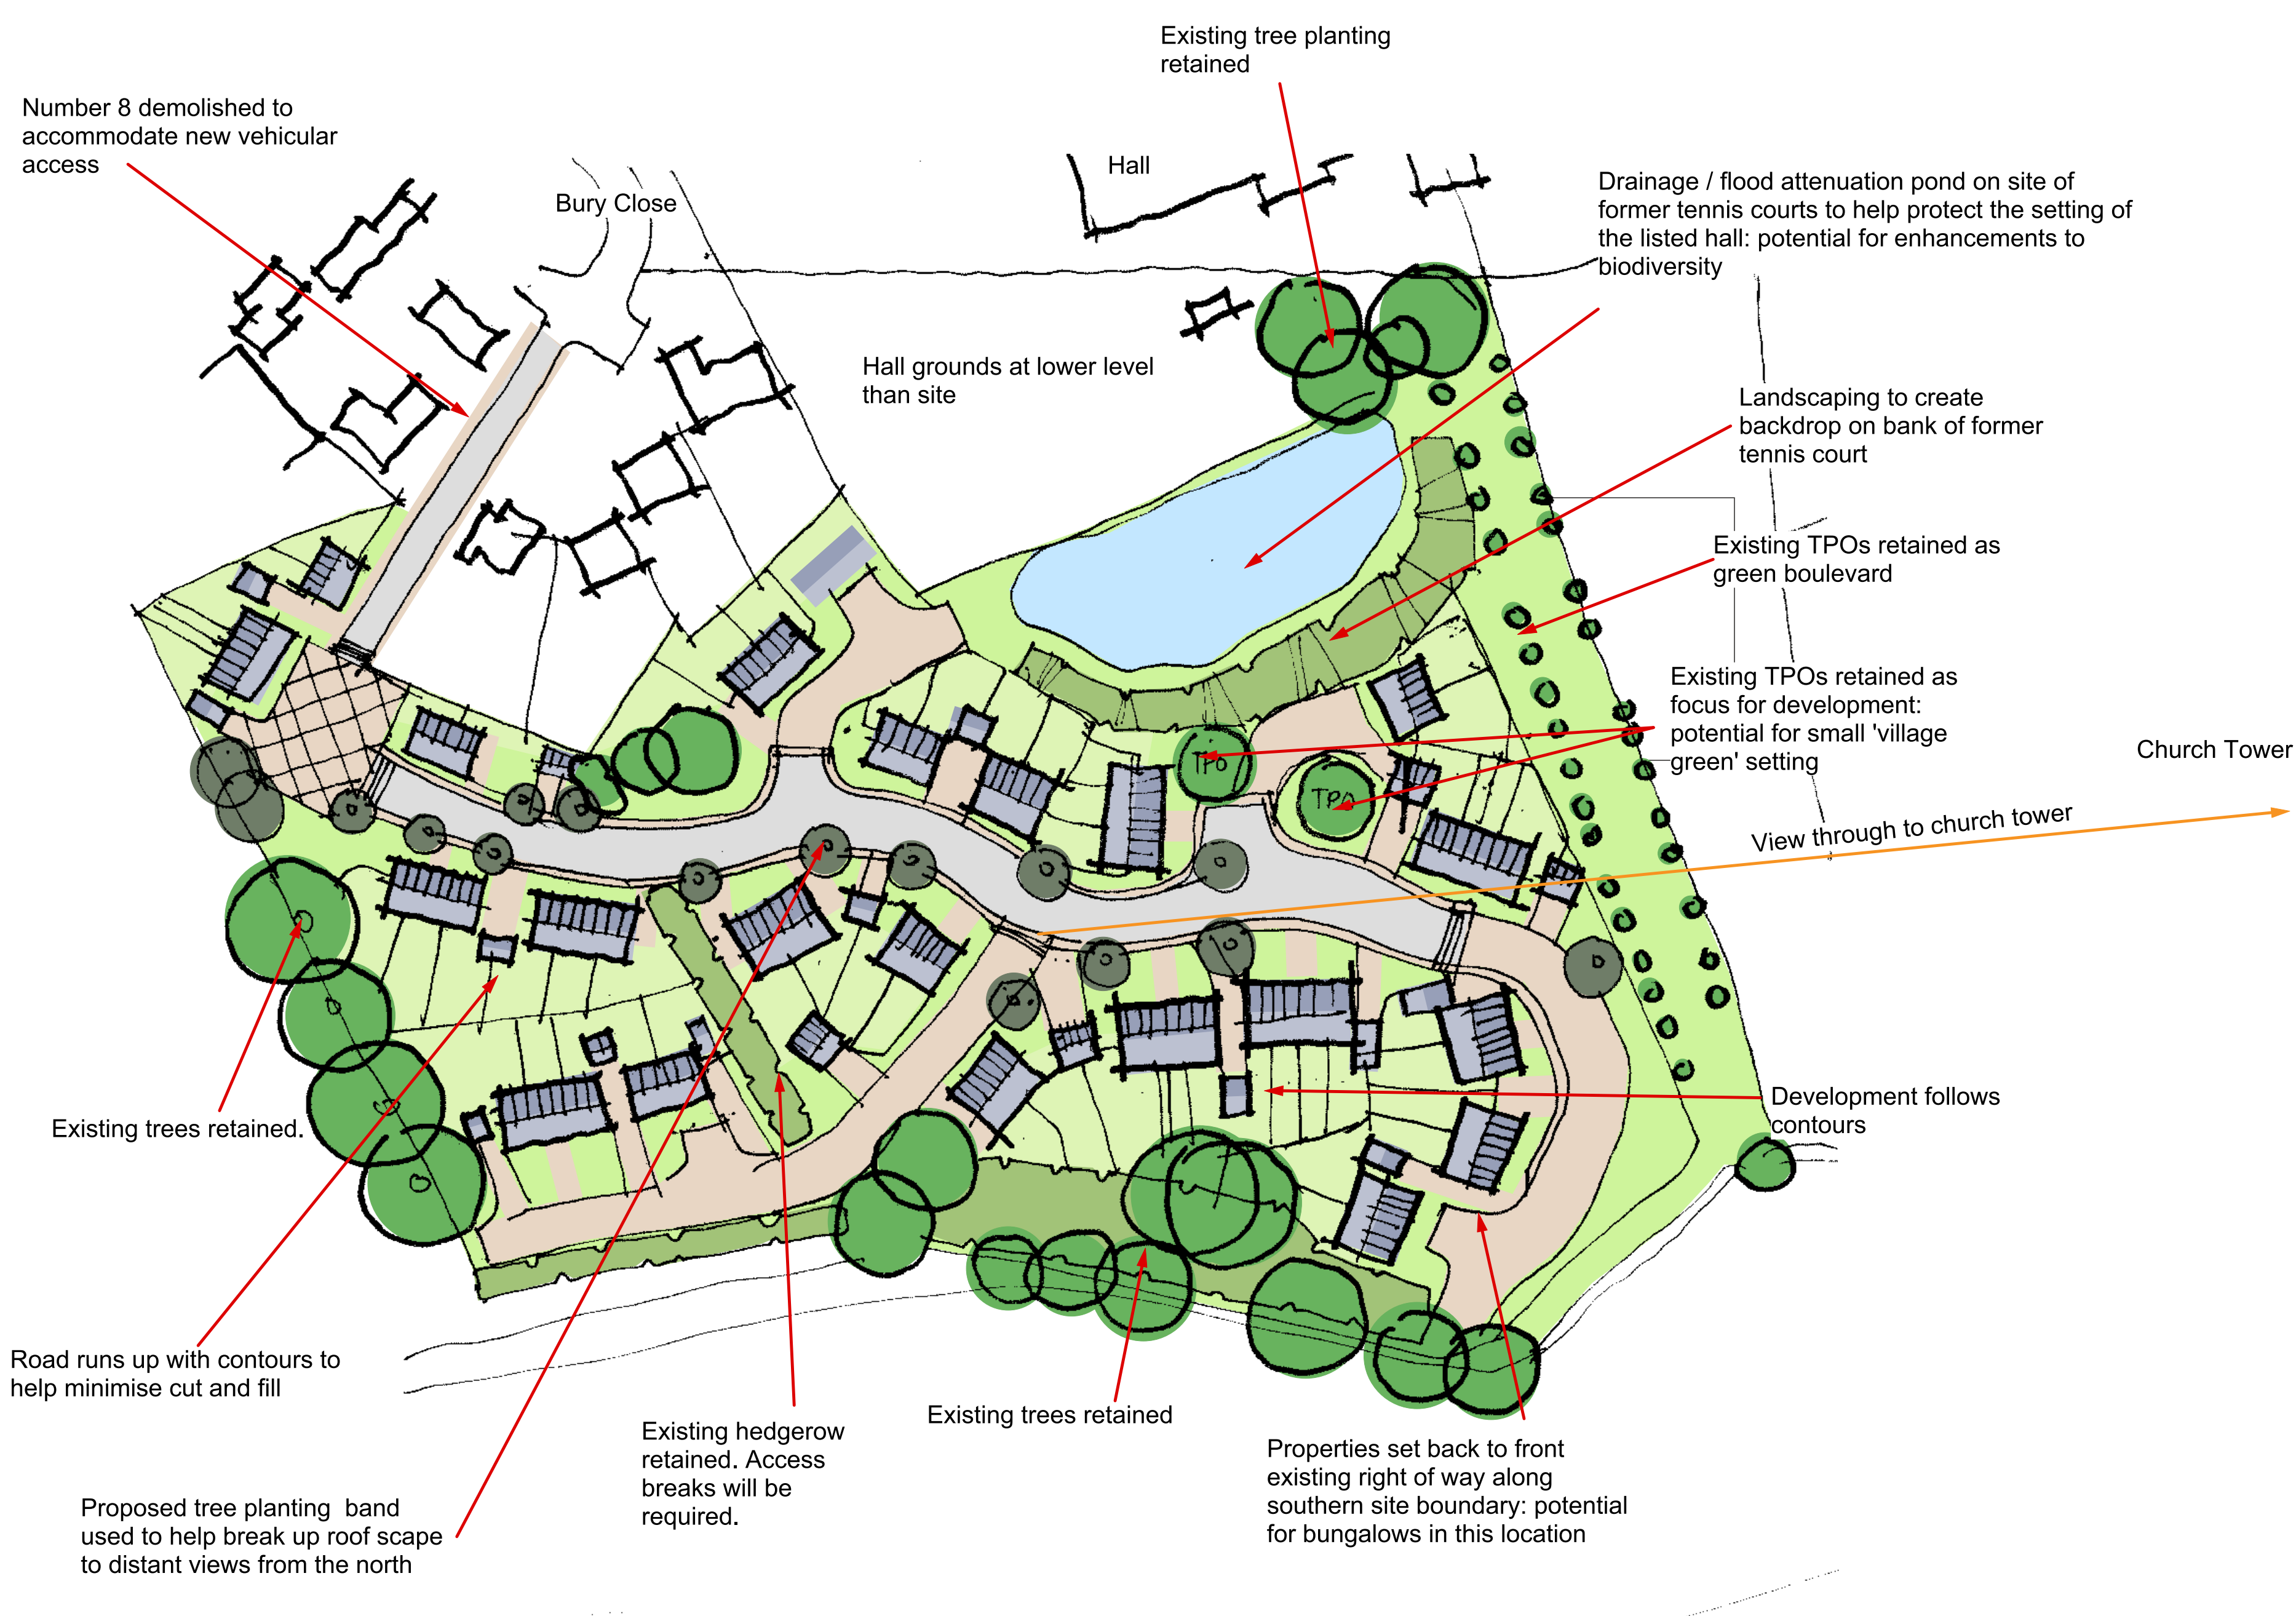 Existing tree planting
retained
Number 8 demolished to
accommodate new vehicular
access
Hall
Bury Close
Drainage / flood attenuation pond on site of
former tennis courts to help protect the setting of
the listed hall: potential for enhancements to
biodiversity
Hall grounds at lower level
than site
Landscaping to create
backdrop on bank of former
tennis court
Existing TPOs retained as
green boulevard
Existing TPOs retained as
focus for development:
potential for small 'village
green' setting
Church Tower
TPO
TPO
View through to church tower
Development follows
contours
Existing trees retained.
Road runs up with contours to
help minimise cut and fill
Existing hedgerow
retained. Access
breaks will be
required.
Existing trees retained
Properties set back to front
existing right of way along
southern site boundary: potential
for bungalows in this location
Proposed tree planting band
used to help break up roof scape
to distant views from the north